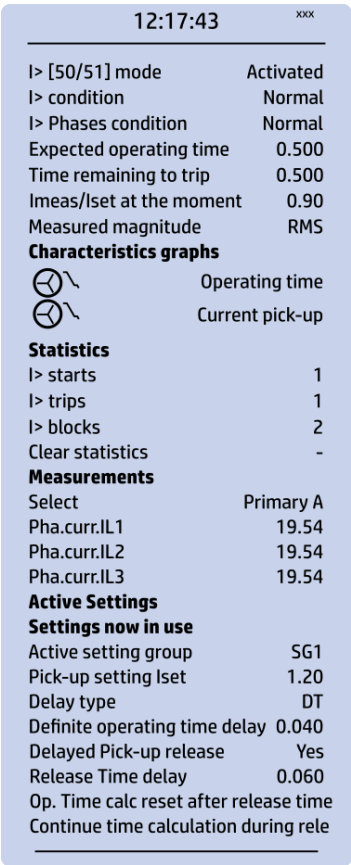 12:17:43 xxx
I> [50/51] mode Activated
I> condition Normal
I> Phases condition Normal
Expected operating time 0.500
Time remaining to trip 0.500
Imeas/Iset at the moment 0.90
Measured magnitude RMS
Characteristics graphs
Operating time
Current pick-up
Statistics
I> starts 1
I> trips 1
I> blocks 2
Clear statistics -
Measurements
Select Primary A
Pha.curr.IL1 19.54
Pha.curr.IL2 19.54
Pha.curr.IL3 19.54
Active Settings
Settings now in use
Active setting group SG1
Pick-up setting Iset 1.20
Delay type DT
Definite operating time delay 0.040
Delayed Pick-up release Yes
Release Time delay 0.060
Op. Time calc reset after release time
Continue time calculation during rele